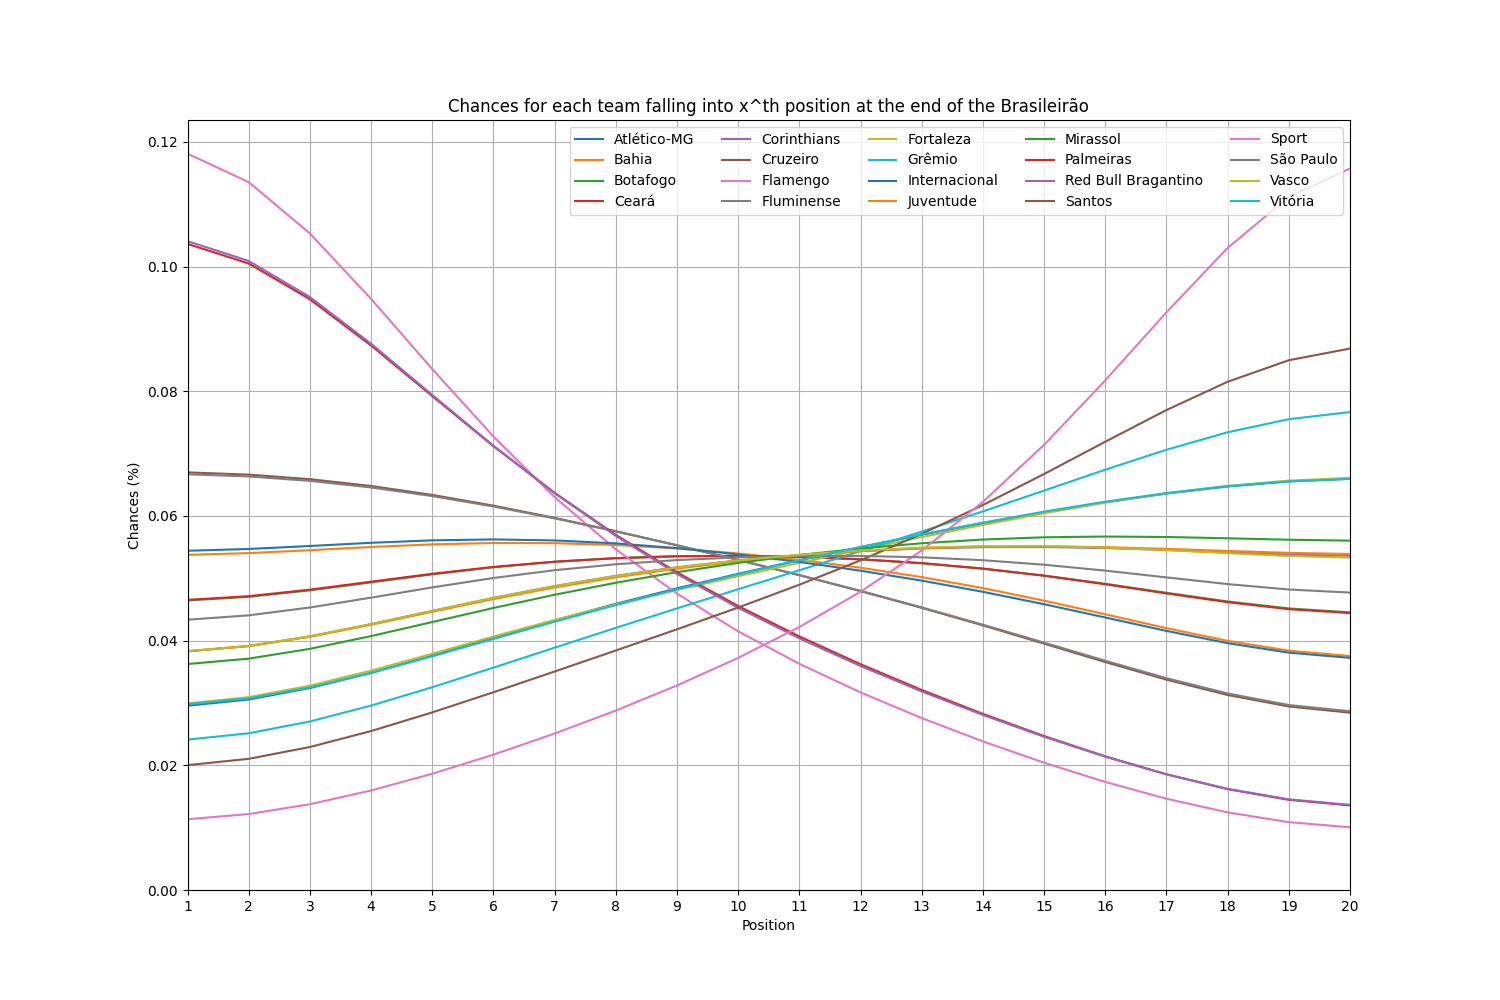 Chances for each team falling into x^th position at the end of the Brasileirão
Atlético-MG
Bahia
Botafogo
Ceará
Corinthians
Cruzeiro
Flamengo
Fluminense
Fortaleza
Grêmio
Internacional
Juventude
Mirassol
Palmeiras
Red Bull Bragantino
Santos
Sport
São Paulo
Vasco
Vitória
Chances (%)
0.12
0.10
0.08
0.06
0.04
0.02
0.00
1 2 3 4 5 6 7 8 9 10 11 12 13 14 15 16 17 18 19 20
Position